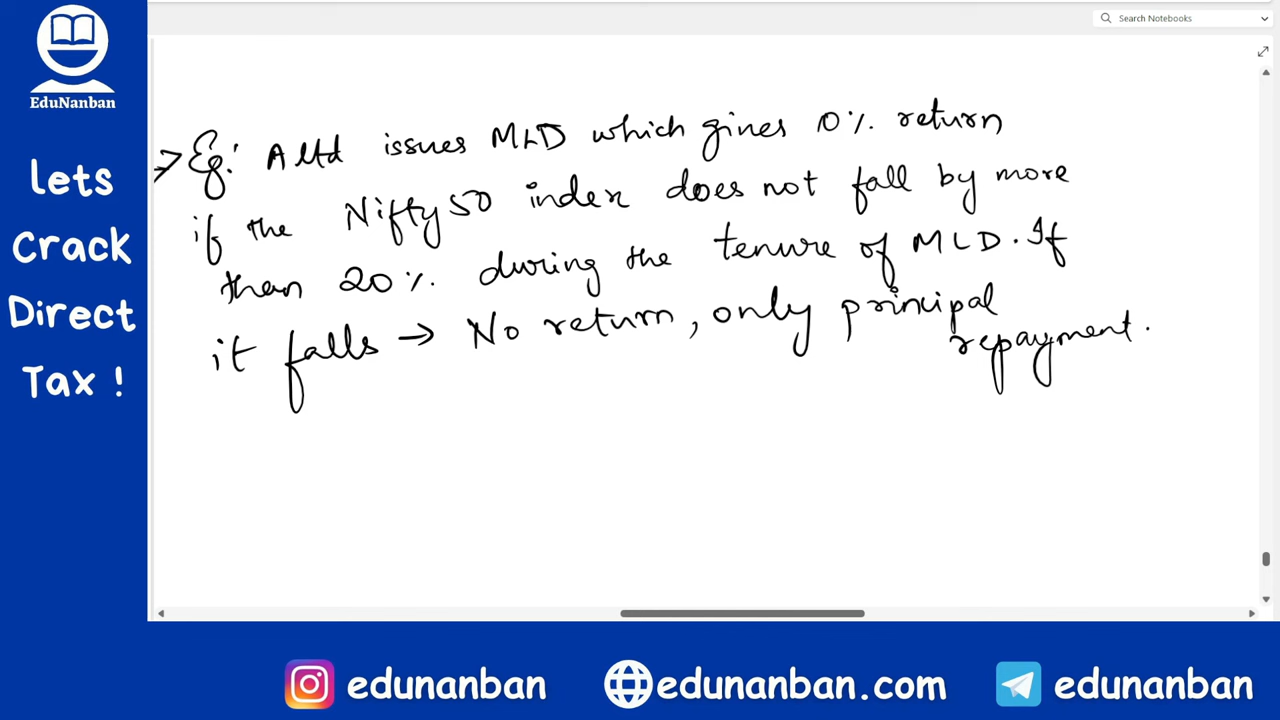 Search Notebooks
EduNanban
Lets
Crack
Direct
Tax !
→ Eg: A Ltd issues MLD which gives 10%. return
if the Nifty50 index does not fall by more
than 20%. during the tenure of MLD. If
it falls → No return, only principal
repayment.
edunanban
edunanban.com
edunanban